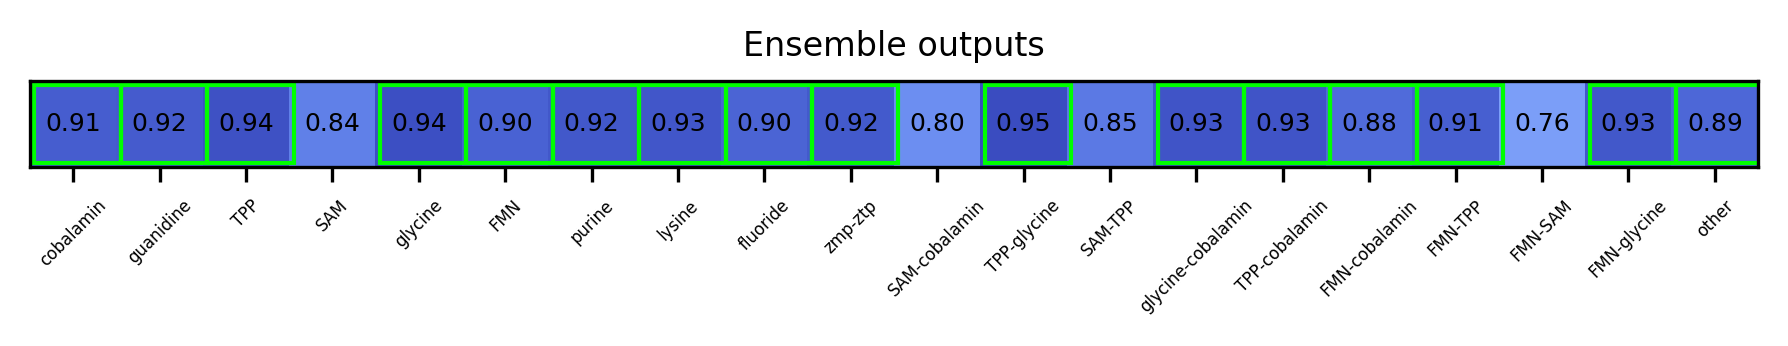 Ensemble outputs
0.91 0.92 0.94 0.84 0.94 0.90 0.92 0.93 0.90 0.92 0.80 0.95 0.85 0.93 0.93 0.88 0.91 0.76 0.93 0.89
cobalamin guanidine TPP SAM glycine FMN purine lysine fluoride zmp-ztp SAM-cobalamin TPP-glycine SAM-TPP glycine-cobalamin TPP-cobalamin FMN-cobalamin FMN-TPP FMN-SAM FMN-glycine other